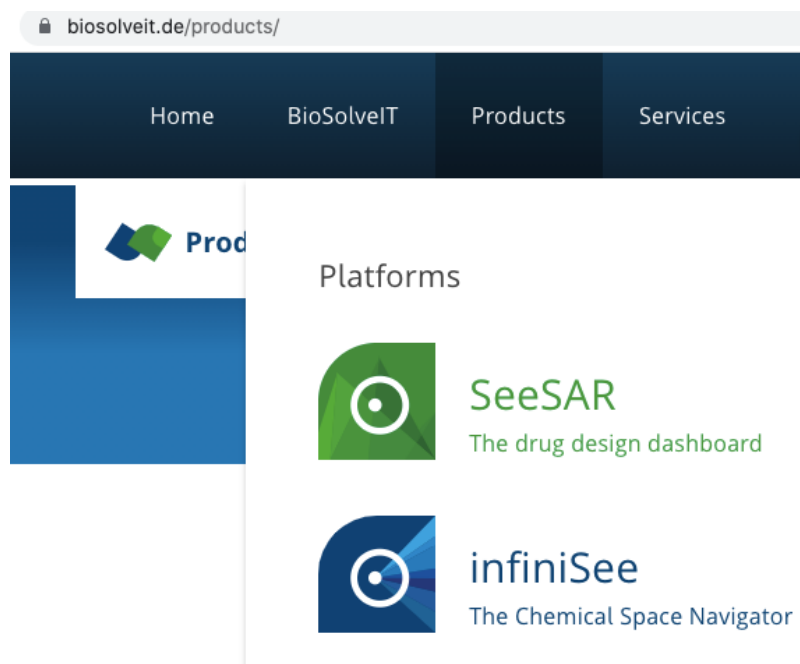 biosolveit.de/products/
Home BioSolveIT Products Services
Prod
Platforms
SeeSAR
The drug design dashboard
infiniSee
The Chemical Space Navigator